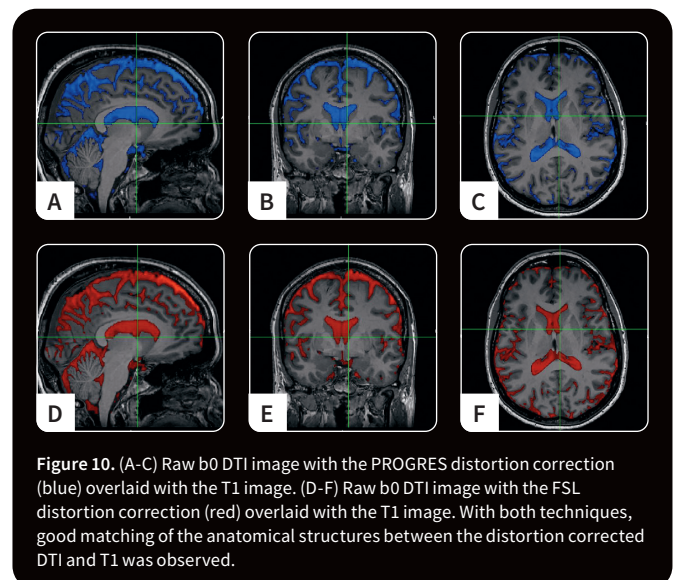 A
B
C
D
E
F
Figure 10. (A-C) Raw b0 DTI image with the PROGRES distortion correction
(blue) overlaid with the T1 image. (D-F) Raw b0 DTI image with the FSL
distortion correction (red) overlaid with the T1 image. With both techniques,
good matching of the anatomical structures between the distortion corrected
DTI and T1 was observed.